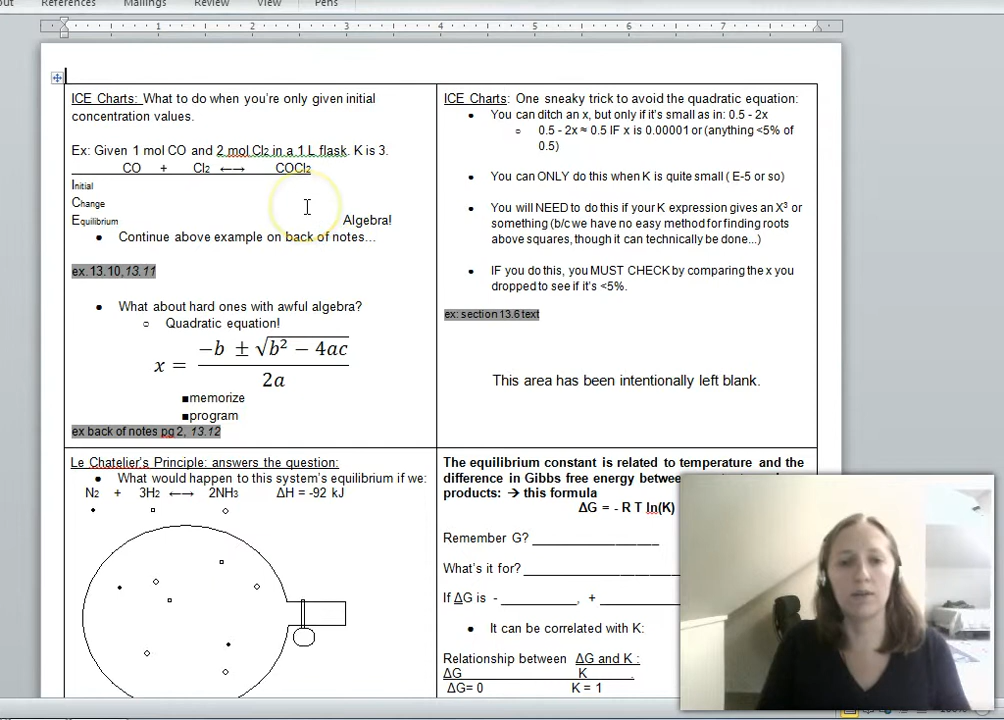 out References Mailings Review View Pens
1 2 3 4 5 6 7
ICE Charts: What to do when you're only given initial
concentration values.
Ex: Given 1 mol CO and 2 mol Cl2 in a 1 L flask. K is 3.
CO + Cl2 ←→ COCl2
Initial
Change
Equilibrium Algebra!
• Continue above example on back of notes...
ex. 13.10, 13.11
• What about hard ones with awful algebra?
○ Quadratic equation!
x = −b ± √b² − 4ac
2a
■memorize
■program
ex back of notes pg 2, 13.12
ICE Charts: One sneaky trick to avoid the quadratic equation:
• You can ditch an x, but only if it's small as in: 0.5 - 2x
○ 0.5 - 2x ≈ 0.5 IF x is 0.00001 or (anything <5% of
0.5)
• You can ONLY do this when K is quite small ( E-5 or so)
• You will NEED to do this if your K expression gives an X³ or
something (b/c we have no easy method for finding roots
above squares, though it can technically be done...)
• IF you do this, you MUST CHECK by comparing the x you
dropped to see if it's <5%.
ex: section 13.6 text
This area has been intentionally left blank.
Le Chatelier's Principle: answers the question:
• What would happen to this system's equilibrium if we:
N2 + 3H2 ←→ 2NH3 ΔH = -92 kJ
The equilibrium constant is related to temperature and the
difference in Gibbs free energy
products: → this formula
ΔG = - R T ln(K)
Remember G? ______________
What's it for? ______________
If ΔG is - __________, + __________
• It can be correlated with K:
Relationship between ΔG and K :
ΔG K .
ΔG= 0 K = 1